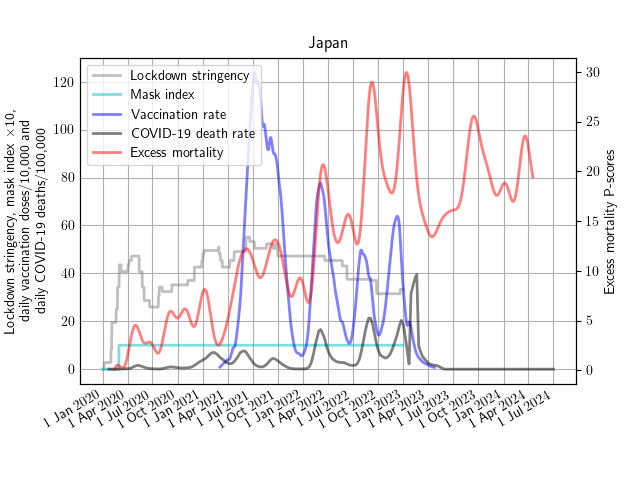 Japan
Lockdown stringency
Mask index
Vaccination rate
COVID-19 death rate
Excess mortality
Lockdown stringency, mask index ×10,
daily vaccination doses/10,000 and
daily COVID-19 deaths/100,000
120
100
80
60
40
20
0
30
25
20
15
10
5
0
Excess mortality P-scores
1 Jan 2020
1 Apr 2020
1 Jul 2020
1 Oct 2020
1 Jan 2021
1 Apr 2021
1 Jul 2021
1 Oct 2021
1 Jan 2022
1 Apr 2022
1 Jul 2022
1 Oct 2022
1 Jan 2023
1 Apr 2023
1 Jul 2023
1 Oct 2023
1 Jan 2024
1 Apr 2024
1 Jul 2024